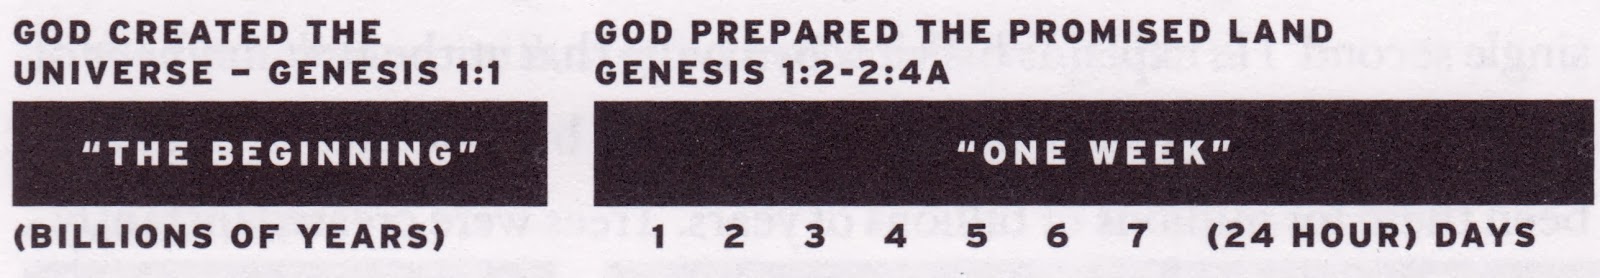 GOD CREATED THE
UNIVERSE – GENESIS 1:1
"THE BEGINNING"
(BILLIONS OF YEARS)
GOD PREPARED THE PROMISED LAND
GENESIS 1:2-2:4A
"ONE WEEK"
1 2 3 4 5 6 7 (24 HOUR) DAYS